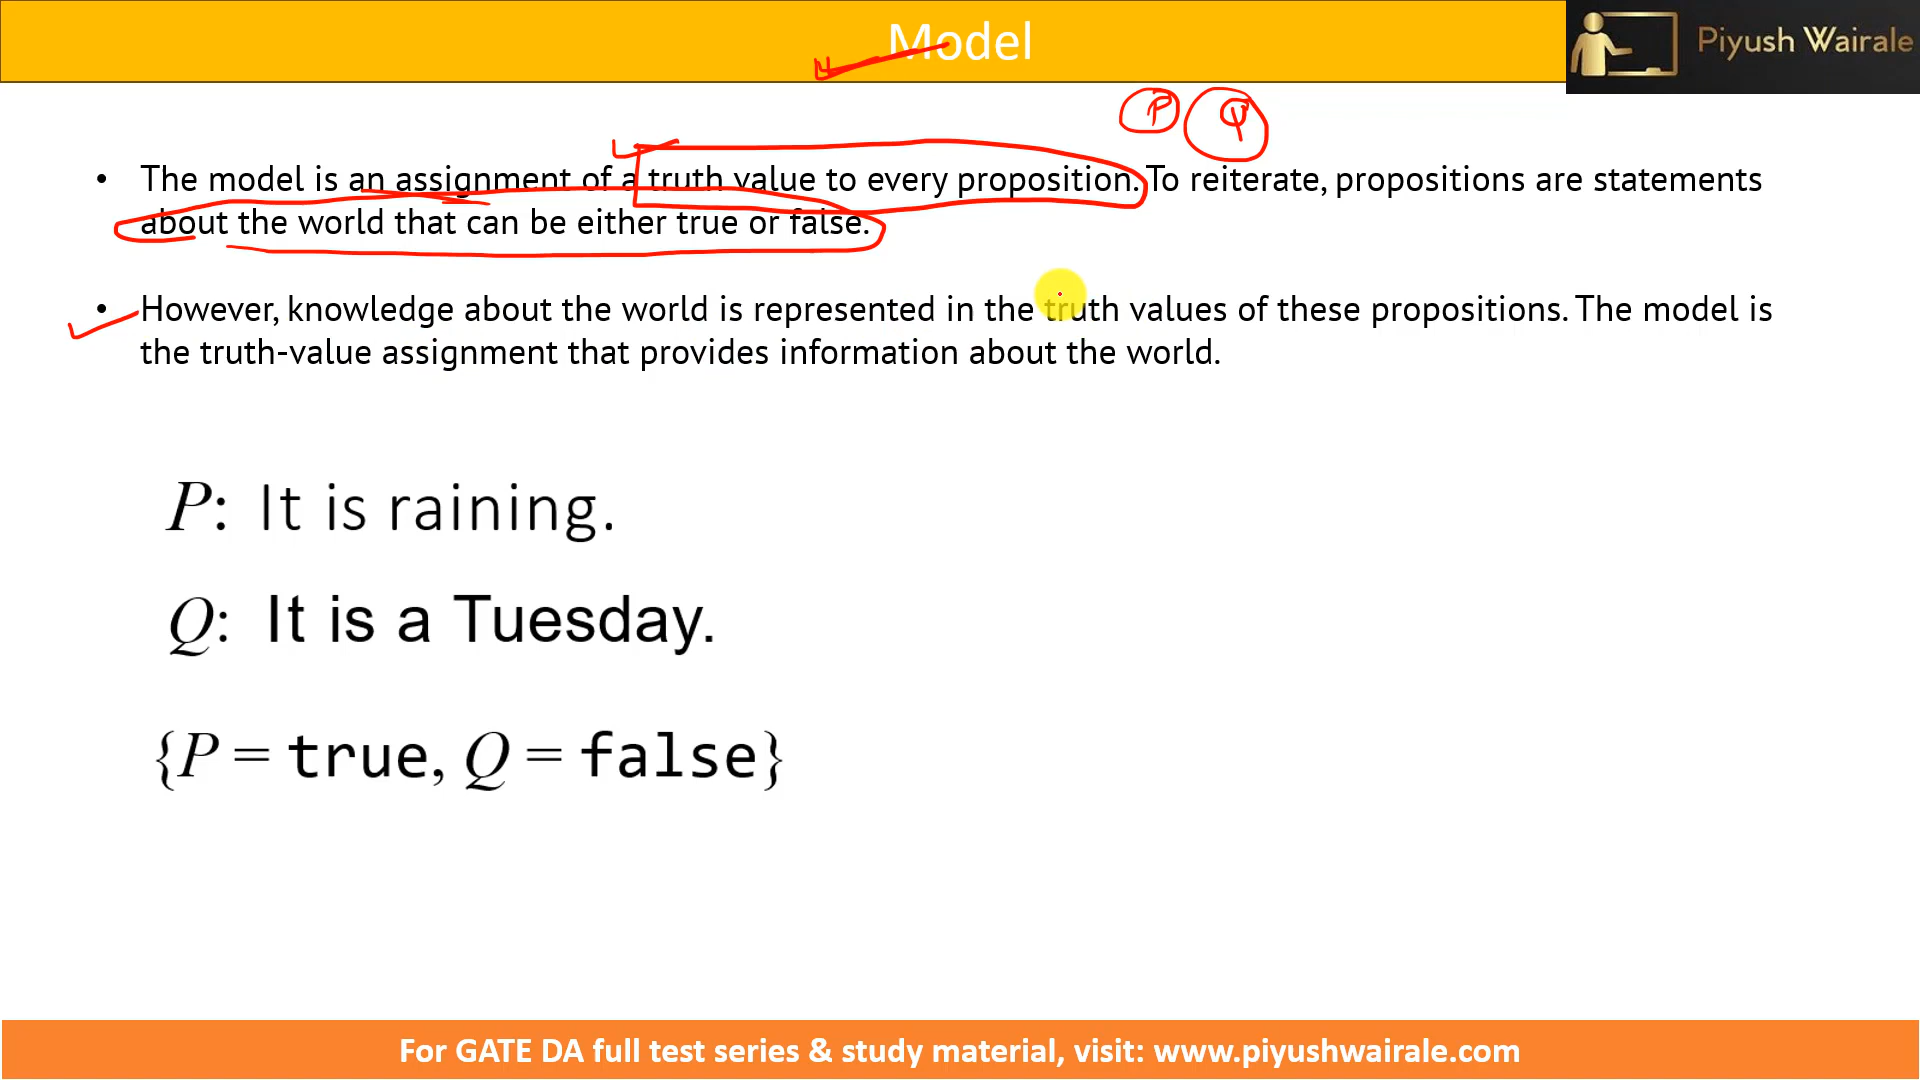 Model
Piyush Wairale
P Q
• The model is an assignment of a truth value to every proposition. To reiterate, propositions are statements
about the world that can be either true or false.
• However, knowledge about the world is represented in the truth values of these propositions. The model is
the truth-value assignment that provides information about the world.
P: It is raining.
Q: It is a Tuesday.
{P = true, Q = false}
For GATE DA full test series & study material, visit: www.piyushwairale.com